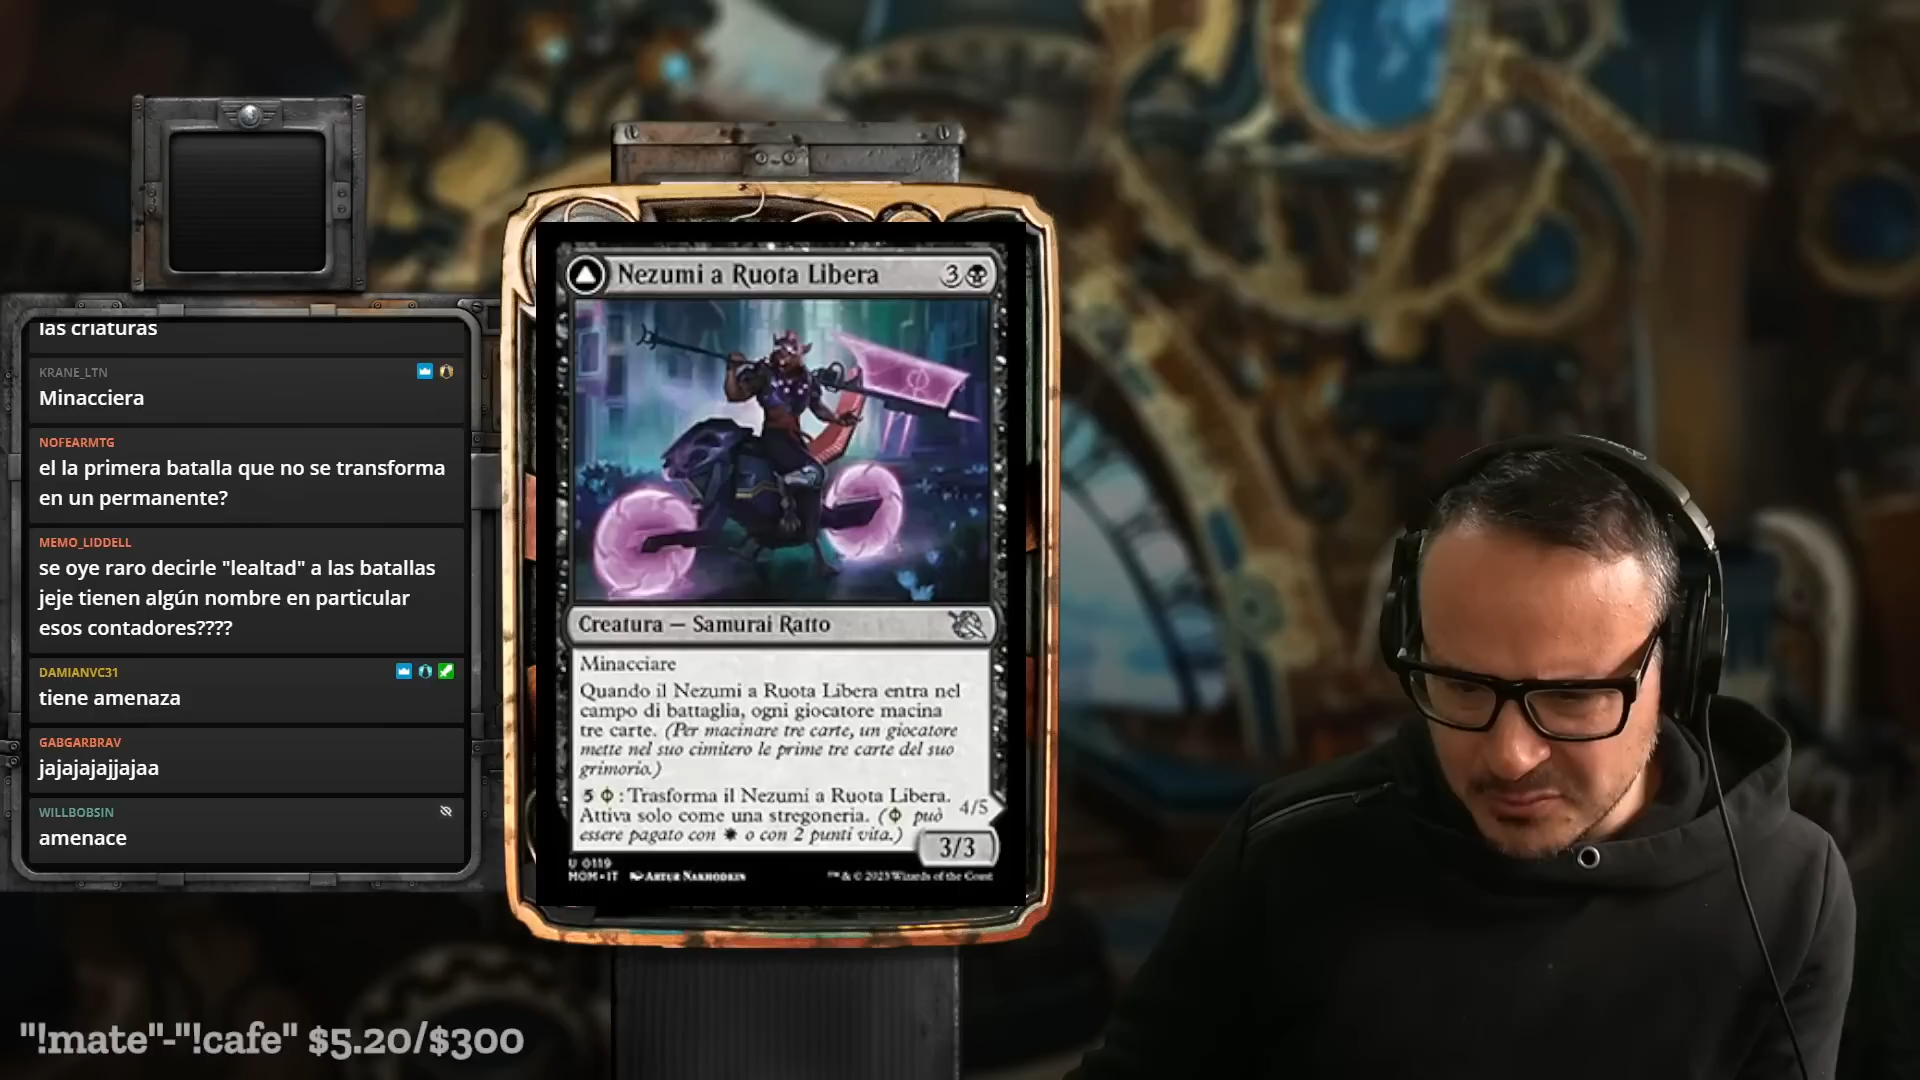 las criaturas
KRANE_LTN
Minacciera
NOFEARMTG
el la primera batalla que no se transforma
en un permanente?
MEMO_LIDDELL
se oye raro decirle "lealtad" a las batallas
jeje tienen algún nombre en particular
esos contadores????
DAMIANVC31
tiene amenaza
GABGARBRAV
jajajajajjajaa
WILLBOBSIN
amenace
"!mate"-"!cafe" $5.20/$300
Nezumi a Ruota Libera 3
Creatura — Samurai Ratto
Minacciare
Quando il Nezumi a Ruota Libera entra nel
campo di battaglia, ogni giocatore macina
tre carte. (Per macinare tre carte, un giocatore
mette nel suo cimitero le prime tre carte del suo
grimorio.)
5 : Trasforma il Nezumi a Ruota Libera.
Attiva solo come una stregoneria. ( può
essere pagato con o con 2 punti vita.)
4/5
3/3
U 0119
MOM • IT Artur Nakhodkin
™ & © 2023 Wizards of the Coast